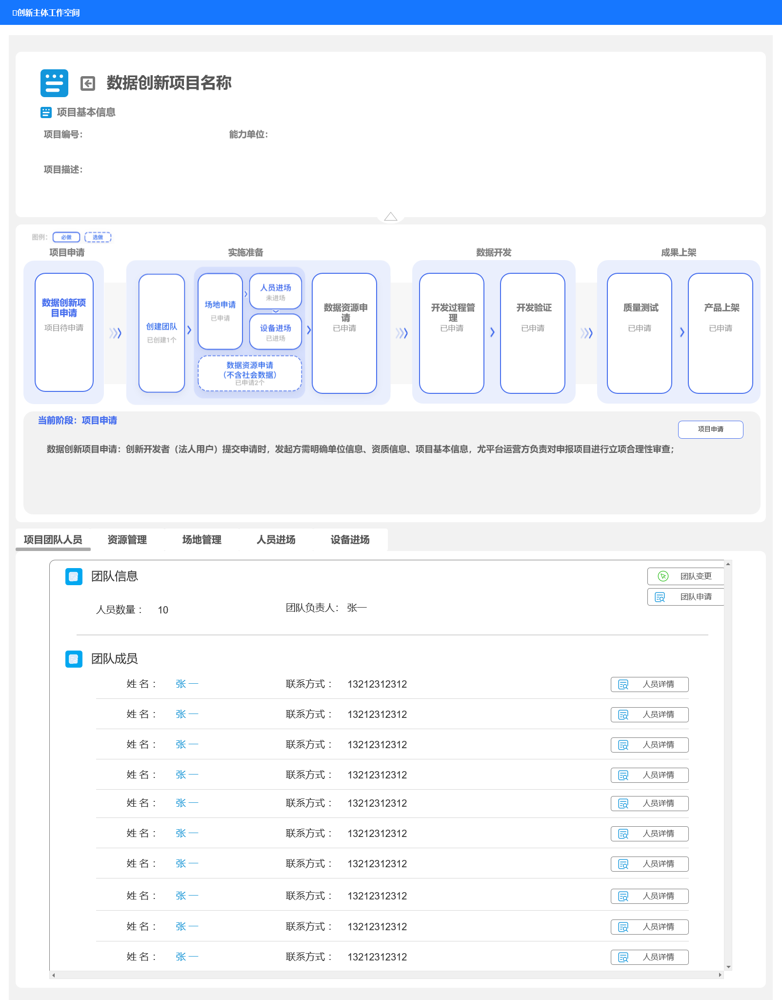 创新主体工作空间
数据创新项目名称
项目基本信息
项目编号：
能力单位：
项目描述：
图例：
必做
选做
项目申请
实施准备
数据开发
成果上架
数据创新项
目申请
项目待申请
创建团队
已创建1个
场地申请
已申请
人员进场
未进场
设备进场
已进场
数据资源申请
（不含社会数据）
已申请2个
数据资源申
请
已申请
开发过程管
理
已申请
开发验证
已申请
质量测试
已申请
产品上架
已申请
当前阶段：项目申请
项目申请
数据创新项目申请：创新开发者（法人用户）提交申请时，发起方需明确单位信息、资质信息、项目基本信息，尤平台运营方负责对申报项目进行立项合理性审查；
项目团队人员
资源管理
场地管理
人员进场
设备进场
团队信息
团队变更
团队申请
人员数量： 10
团队负责人： 张一
团队成员
姓 名： 张 一 联系方式： 13212312312 人员详情
姓 名： 张 一 联系方式： 13212312312 人员详情
姓 名： 张 一 联系方式： 13212312312 人员详情
姓 名： 张 一 联系方式： 13212312312 人员详情
姓 名： 张 一 联系方式： 13212312312 人员详情
姓 名： 张 一 联系方式： 13212312312 人员详情
姓 名： 张 一 联系方式： 13212312312 人员详情
姓 名： 张 一 联系方式： 13212312312 人员详情
姓 名： 张 一 联系方式： 13212312312 人员详情
姓 名： 张 一 联系方式： 13212312312 人员详情